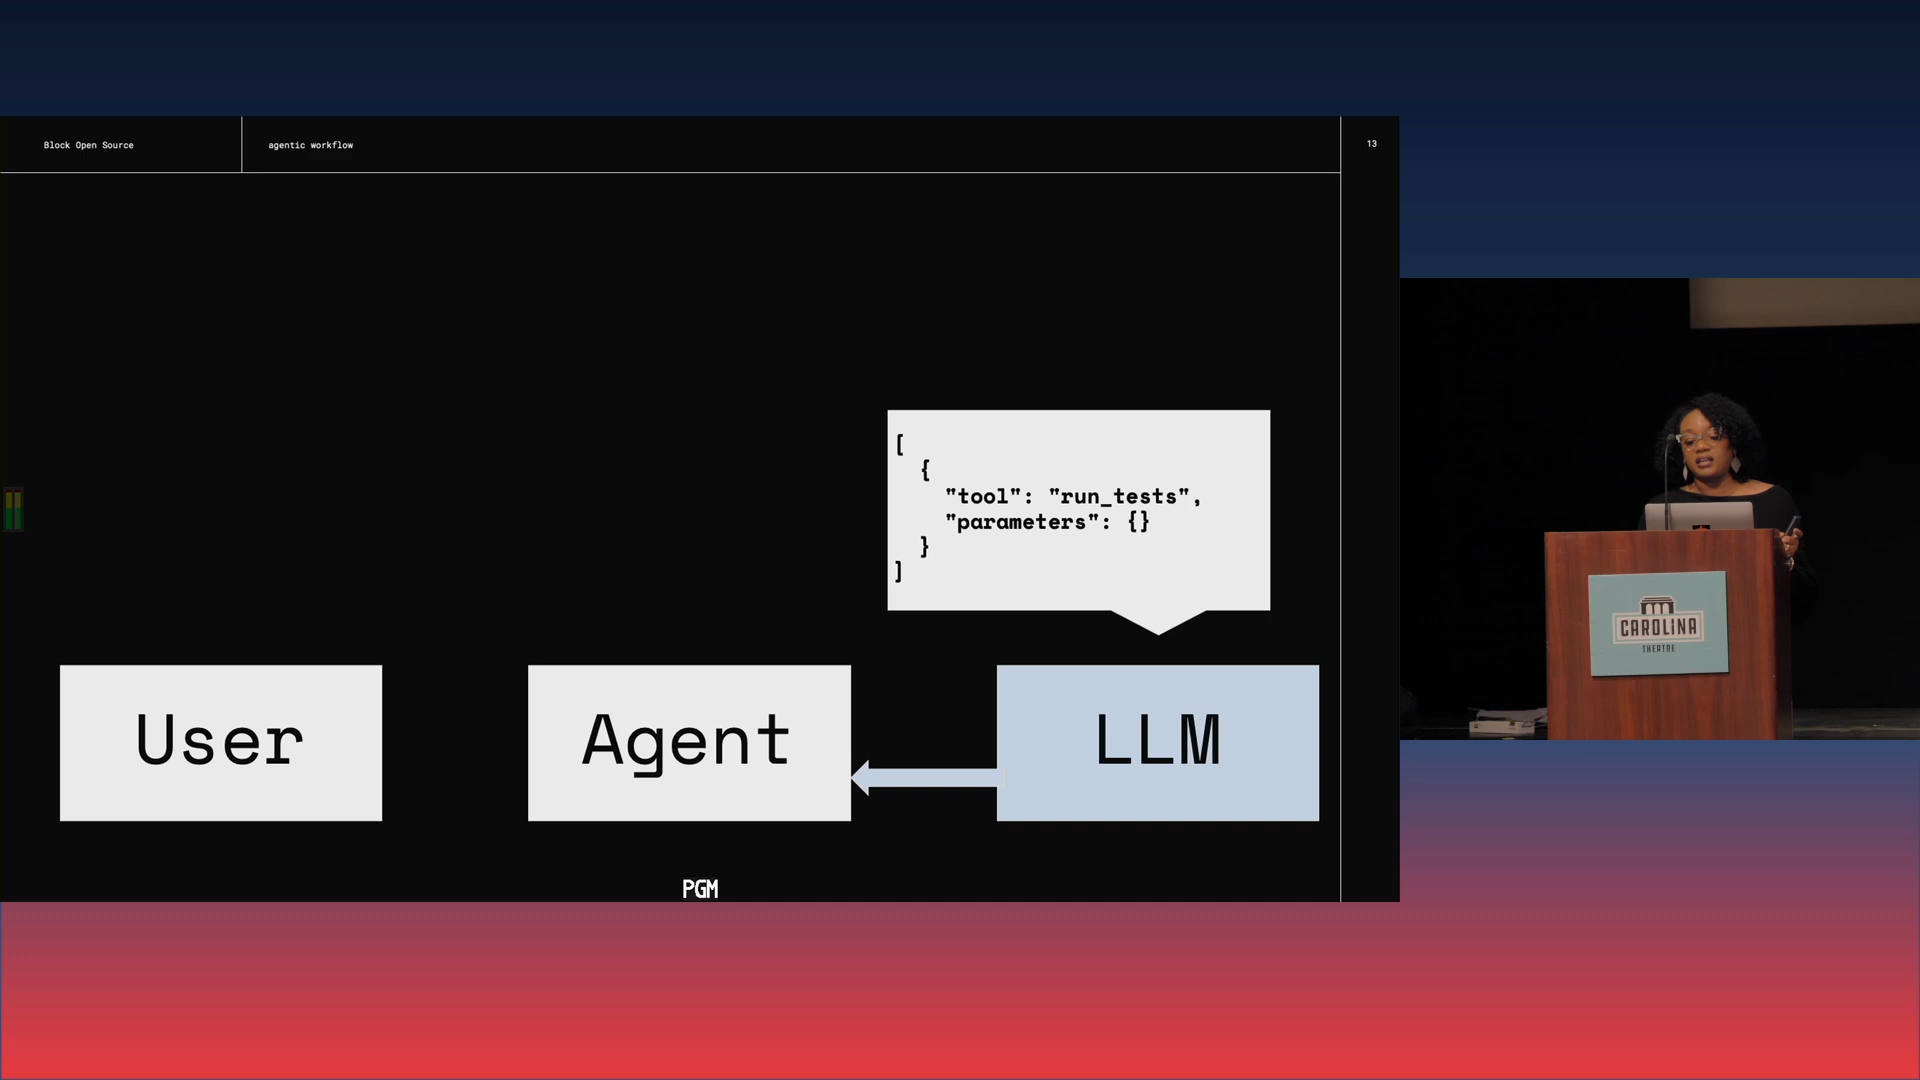 Block Open Source
agentic workflow
13
[
{
"tool": "run_tests",
"parameters": {}
}
]
User
Agent
LLM
PGM
CAROLINA
THEATRE